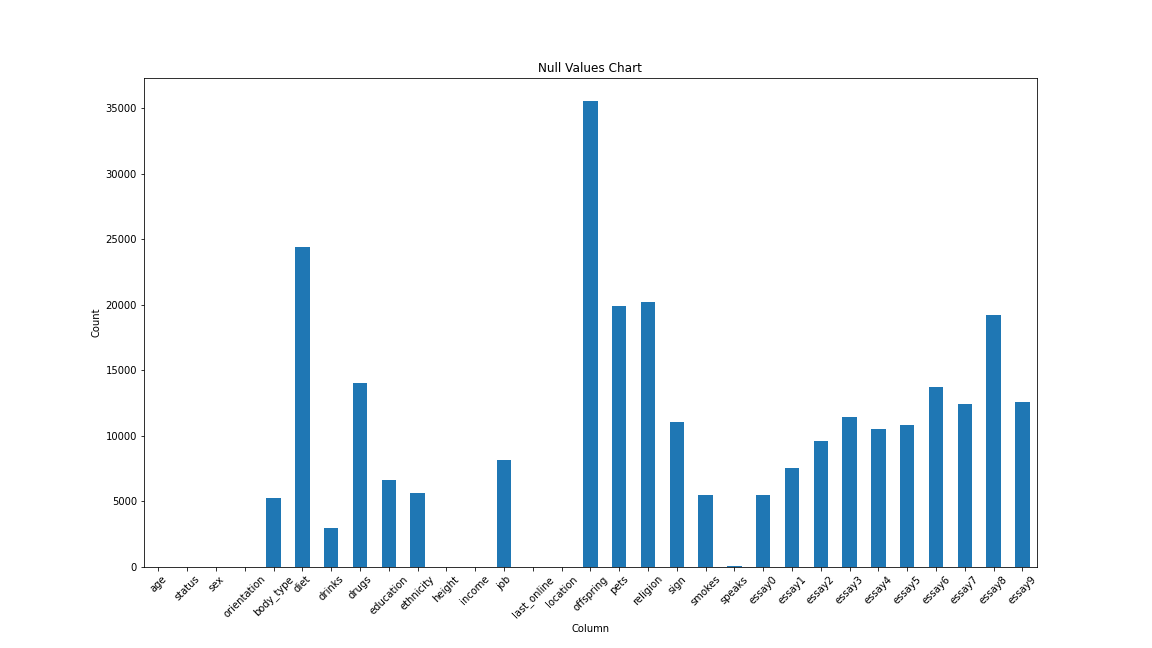 Null Values Chart
35000
30000
25000
20000
15000
10000
5000
0
Count
age
status
sex
orientation
body_type
diet
drinks
drugs
education
ethnicity
height
income
job
last_online
location
offspring
pets
religion
sign
smokes
speaks
essay0
essay1
essay2
essay3
essay4
essay5
essay6
essay7
essay8
essay9
Column